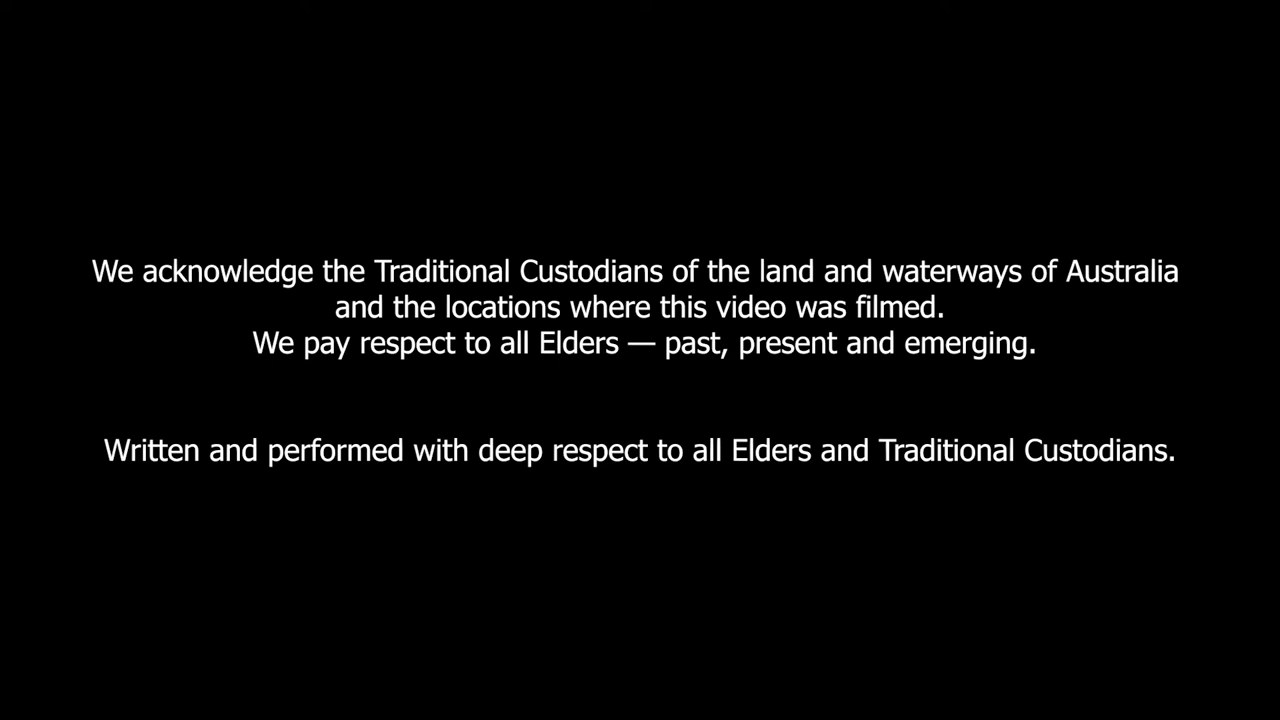 We acknowledge the Traditional Custodians of the land and waterways of Australia
and the locations where this video was filmed.
We pay respect to all Elders — past, present and emerging.
Written and performed with deep respect to all Elders and Traditional Custodians.